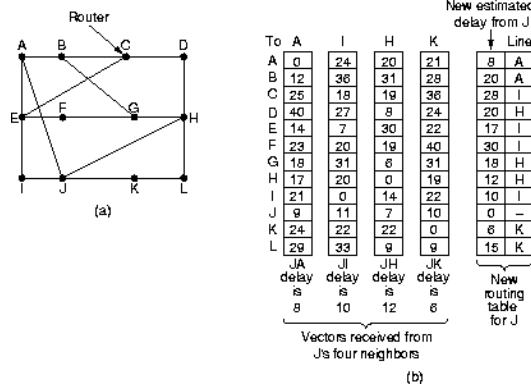 Router
A B C D
E F G H
I J K L
(a)
New estimated
delay from J
To A I H K Line
A 0 24 20 21 8 A
B 12 36 31 28 20 A
C 25 18 19 36 28 I
D 40 27 8 24 20 H
E 14 7 30 22 17 I
F 23 20 19 40 30 I
G 18 31 6 31 18 H
H 17 20 0 19 12 H
I 21 0 14 22 10 I
J 9 11 7 10 0 –
K 24 22 22 0 6 K
L 29 33 9 9 15 K
JA JI JH JK
delay delay delay delay
is is is is
8 10 12 6
New
routing
table
for J
Vectors received from
J's four neighbors
(b)